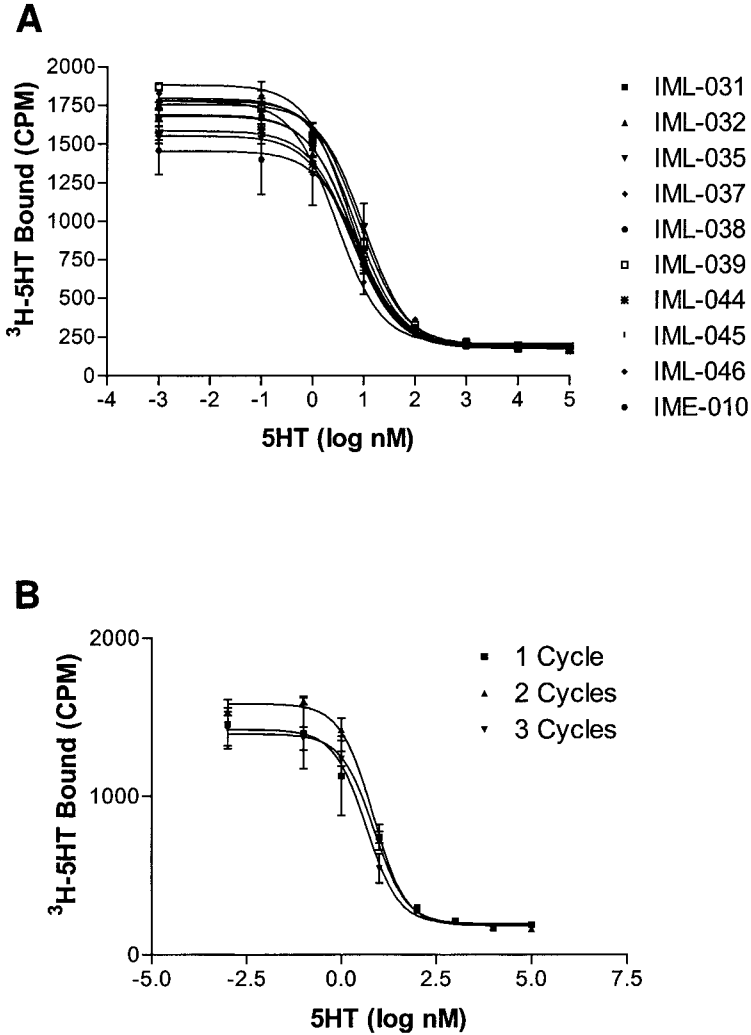 A
³H-5HT Bound (CPM)
2000
1750
1500
1250
1000
750
500
250
0
-4 -3 -2 -1 0 1 2 3 4 5
5HT (log nM)
IML-031
IML-032
IML-035
IML-037
IML-038
IML-039
IML-044
IML-045
IML-046
IME-010
B
³H-5HT Bound (CPM)
2000
1000
0
-5.0 -2.5 0.0 2.5 5.0 7.5
5HT (log nM)
1 Cycle
2 Cycles
3 Cycles